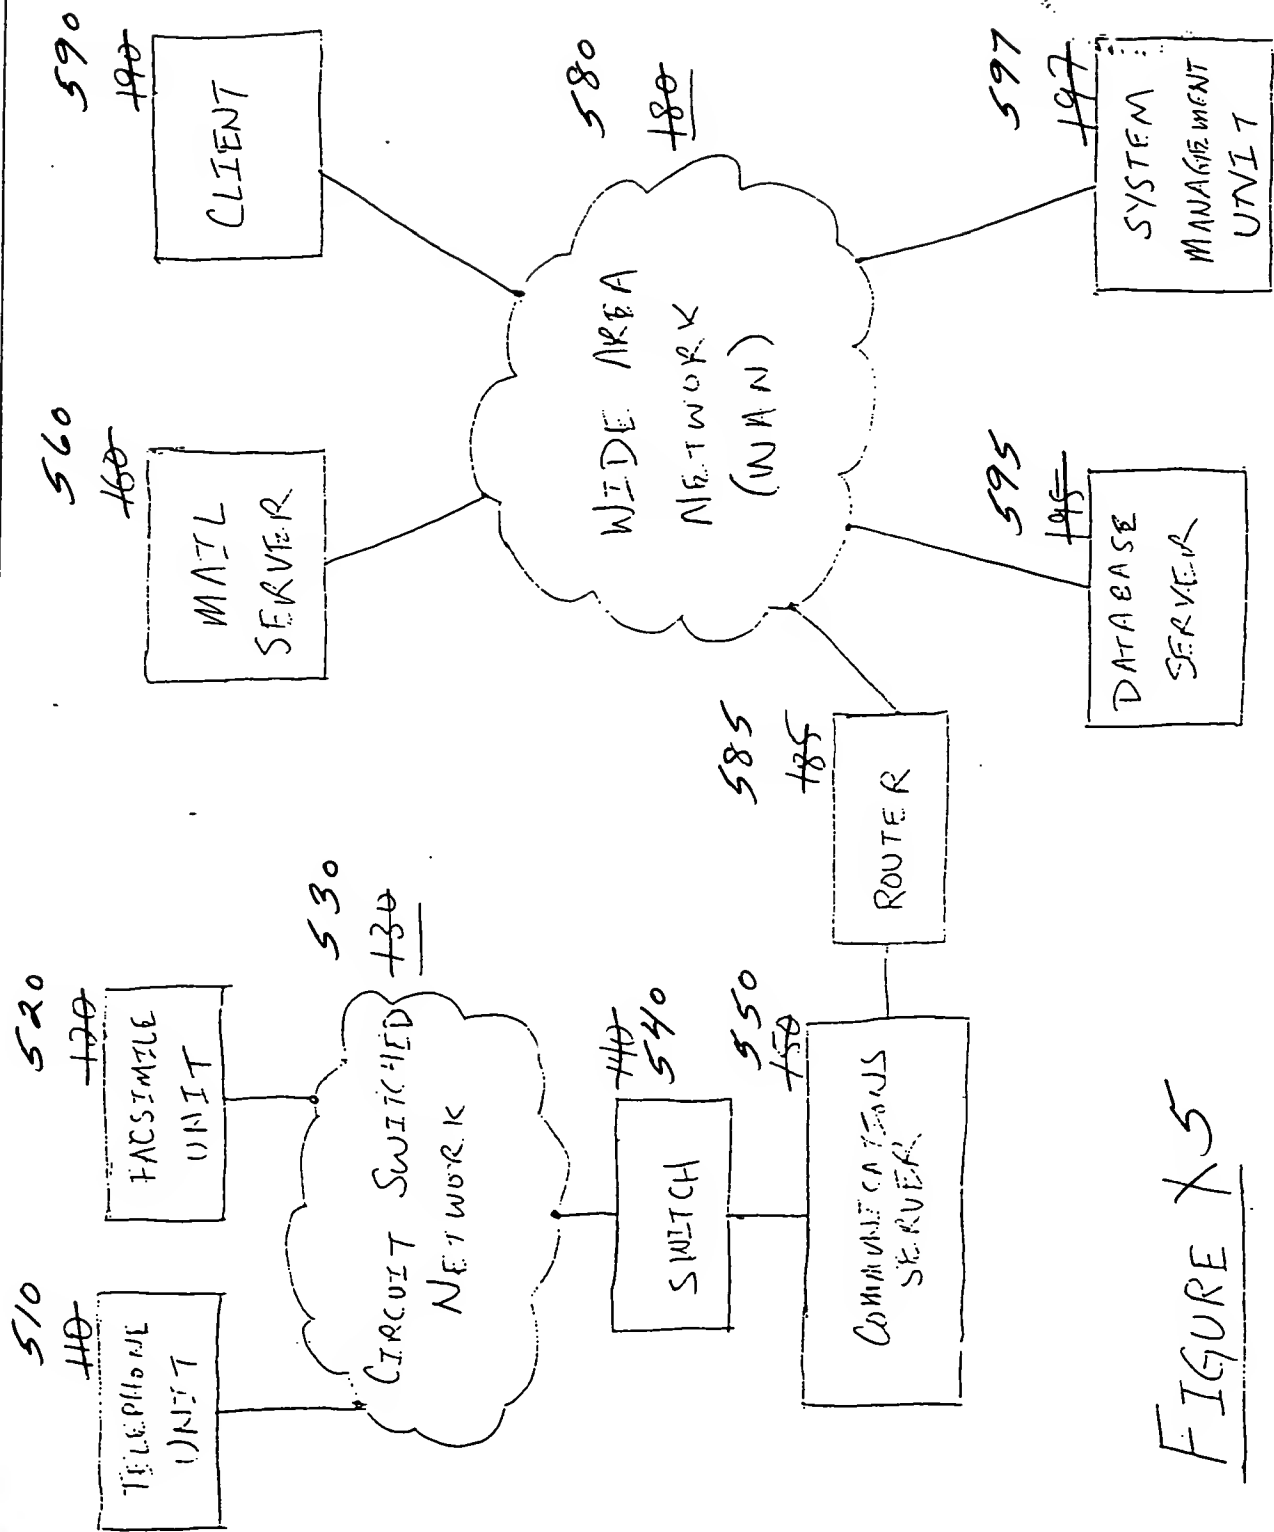 510
110
TELEPHONE
UNIT
520
120
FACSIMILE
UNIT
530
130
CIRCUIT SWITCHED
NETWORK
140
540
SWITCH
550
150
COMMUNICATIONS
SERVER
585
185
ROUTER
560
160
MAIL
SERVER
590
190
CLIENT
580
180
WIDE AREA
NETWORK
(WAN)
595
195
DATABASE
SERVER
597
197
SYSTEM
MANAGEMENT
UNIT
FIGURE X5